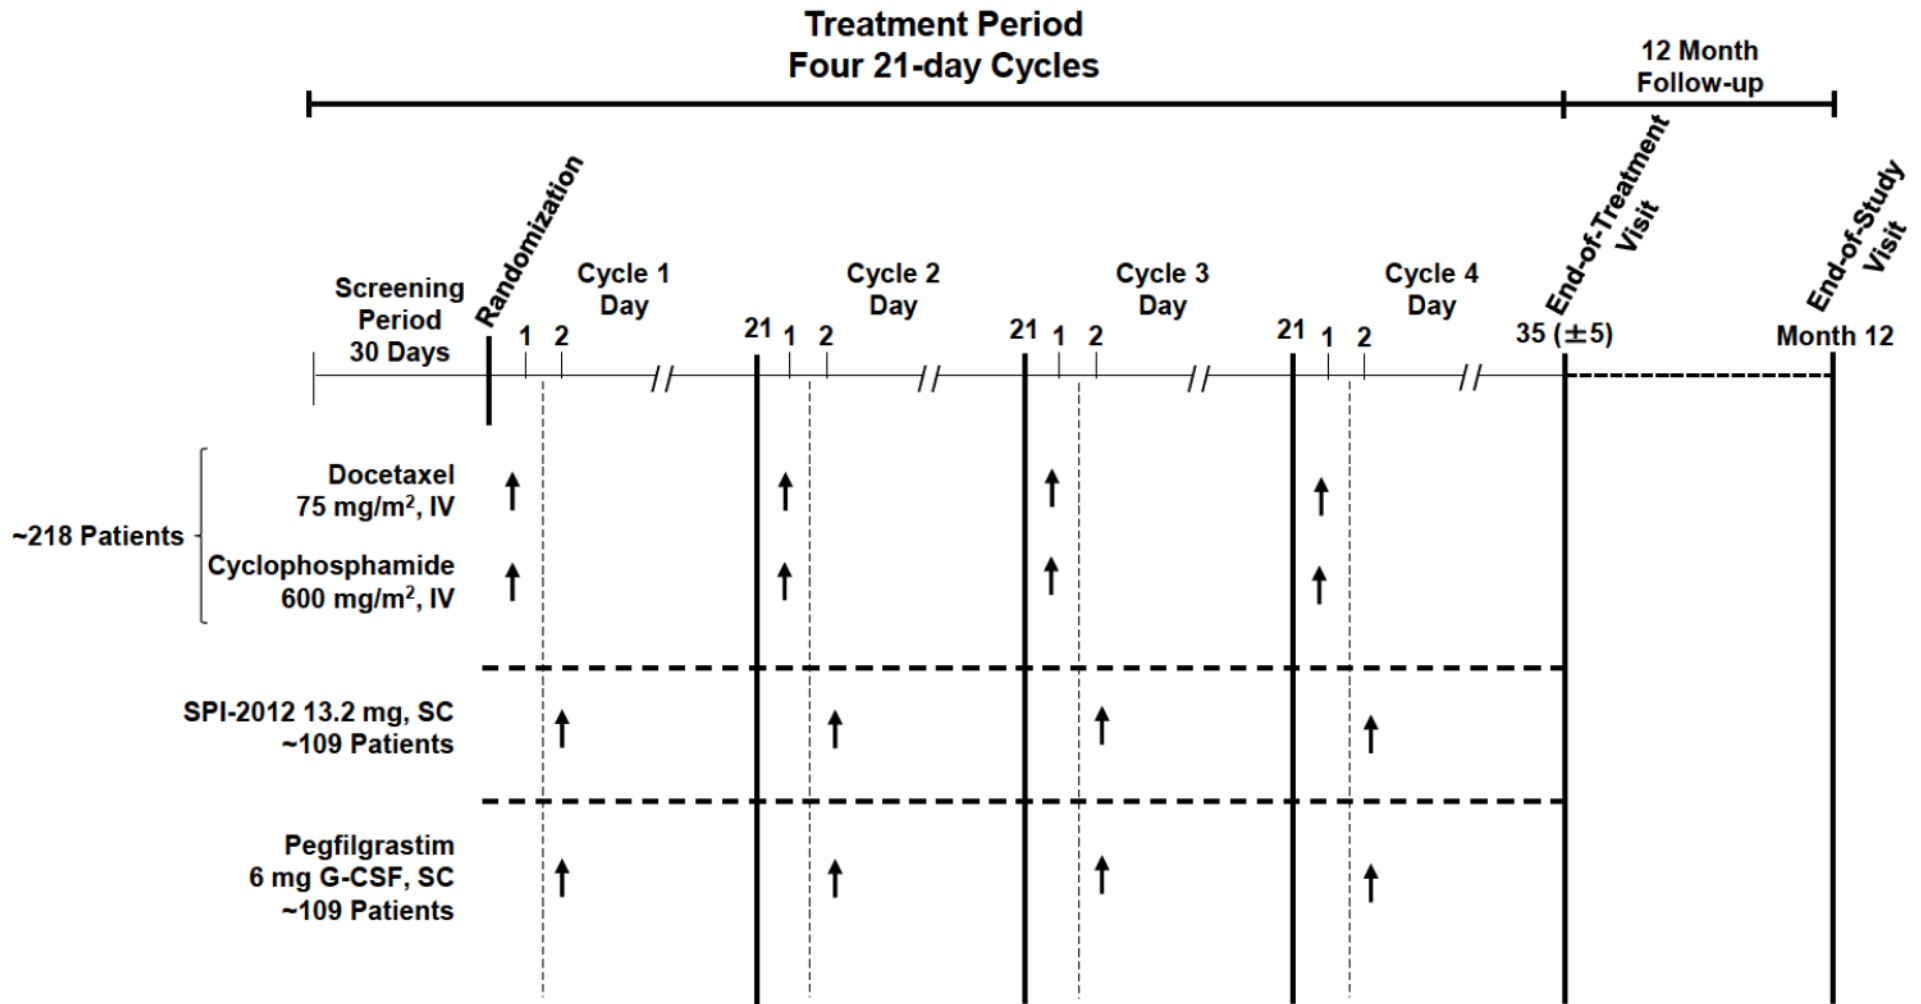 Treatment Period
Four 21-day Cycles
12 Month
Follow-up
Randomization
End-of-Treatment
Visit
End-of-Study
Visit
Screening
Period
30 Days
Cycle 1
Day
Cycle 2
Day
Cycle 3
Day
Cycle 4
Day
1 2 21 1 2 21 1 2 21 1 2 35 (±5) Month 12
~218 Patients
Docetaxel
75 mg/m², IV
Cyclophosphamide
600 mg/m², IV
SPI-2012 13.2 mg, SC
~109 Patients
Pegfilgrastim
6 mg G-CSF, SC
~109 Patients